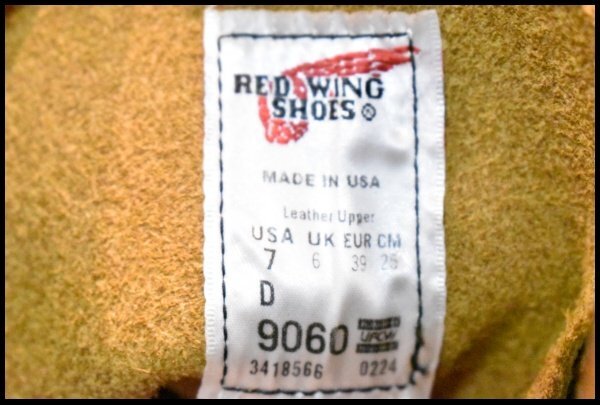 RED WING
SHOES ®
MADE IN USA
Leather Upper
USA UK EUR CM
7 6 39 25
D
9060 UFCW
3418566 0224